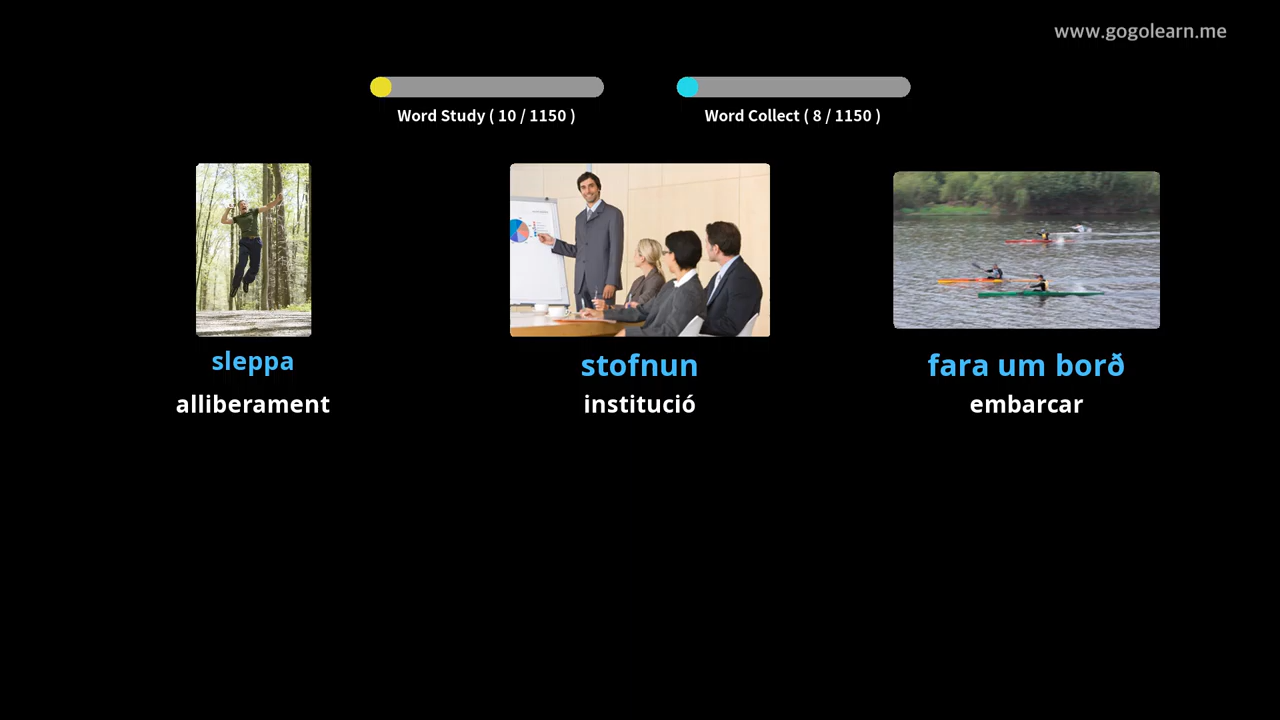 www.gogolearn.me
Word Study ( 10 / 1150 )
Word Collect ( 8 / 1150 )
sleppa
stofnun
fara um borð
alliberament
institució
embarcar